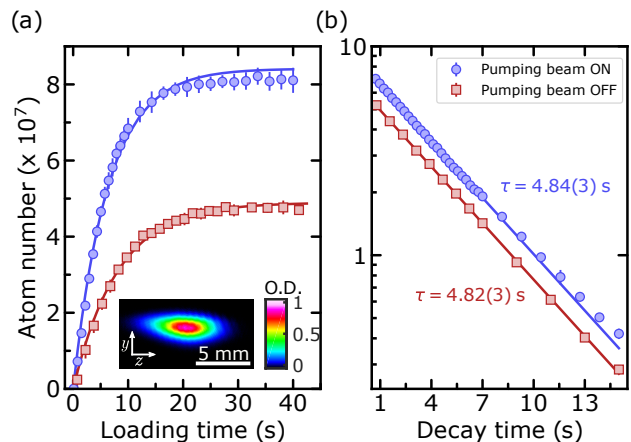 (a)
Atom number (x 10⁷)
8
6
4
2
0
0
10
20
30
40
Loading time (s)
O.D.
1
0.5
0
y
z
5 mm
(b)
10
1
Pumping beam ON
Pumping beam OFF
τ = 4.84(3) s
τ = 4.82(3) s
1
4
7
10
13
Decay time (s)